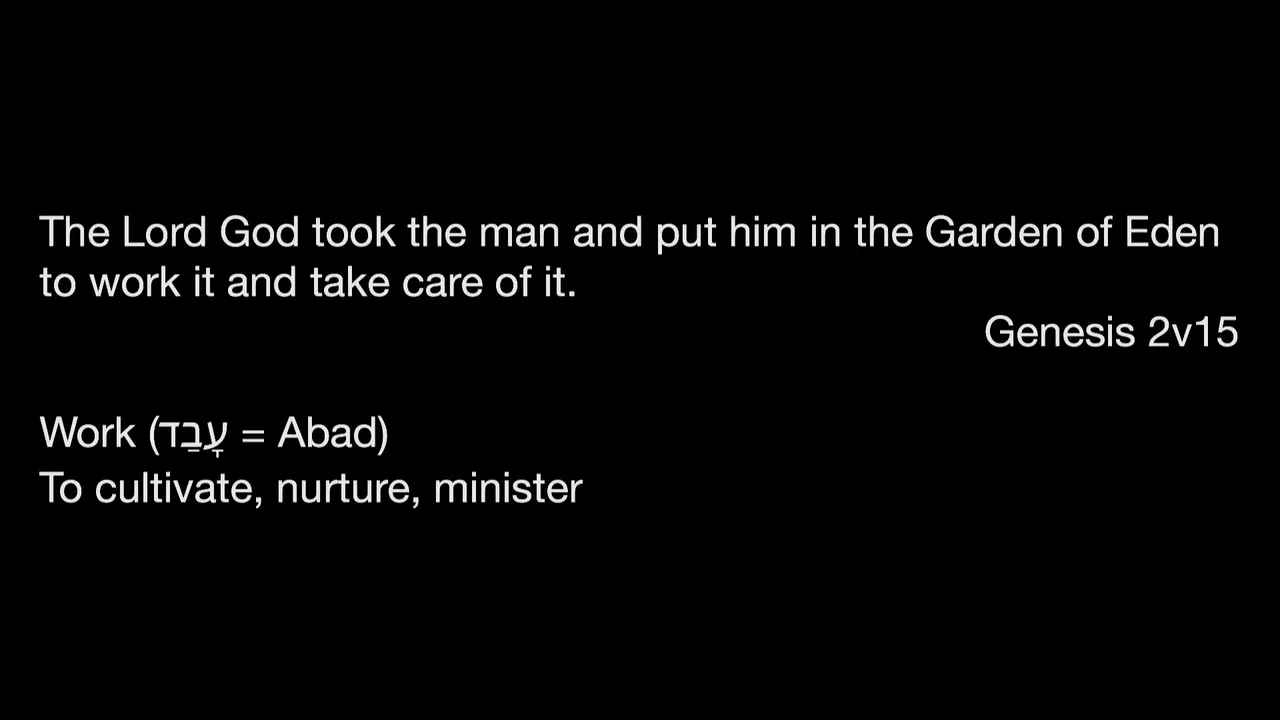 The Lord God took the man and put him in the Garden of Eden
to work it and take care of it.
Genesis 2v15
Work (עָבַד = Abad)
To cultivate, nurture, minister